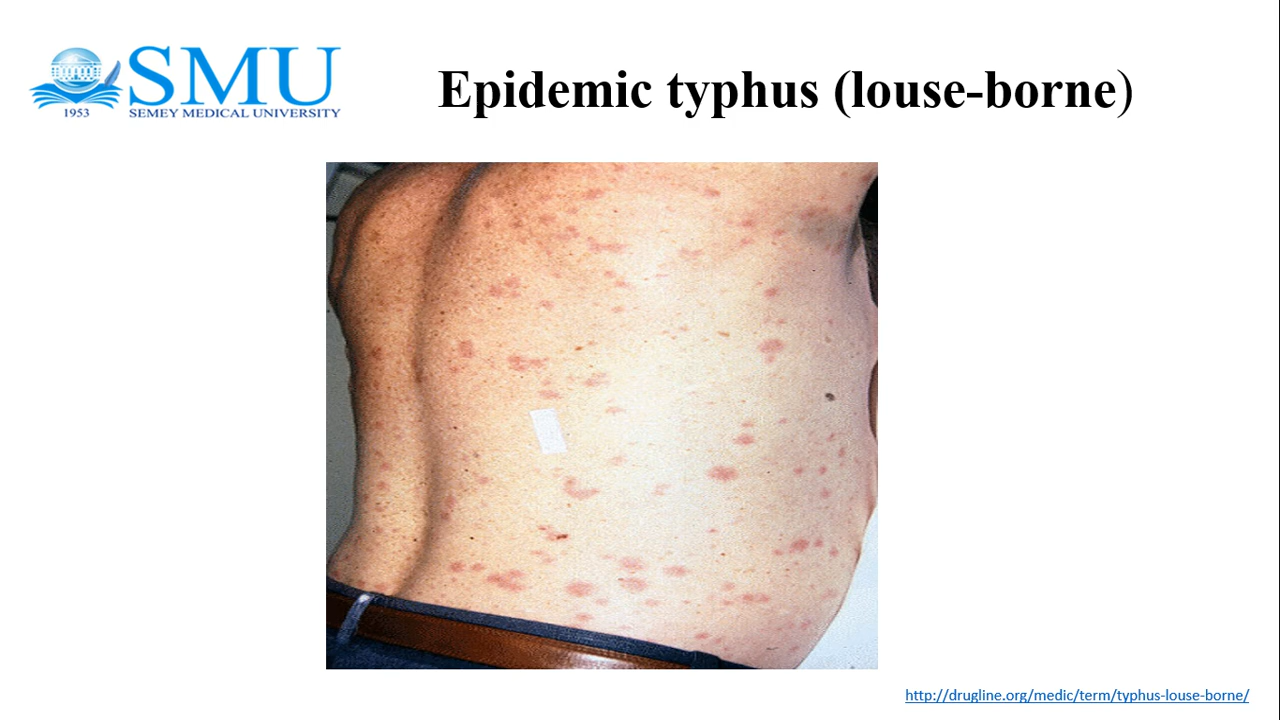 SMU
1953
SEMEY MEDICAL UNIVERSITY
Epidemic typhus (louse-borne)
http://drugline.org/medic/term/typhus-louse-borne/